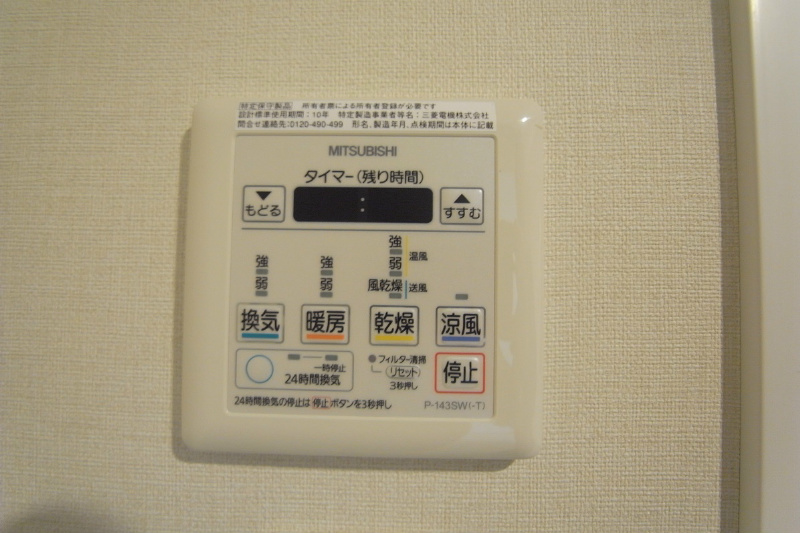 特定保守製品 所有者票による所有者登録が必要です
設計標準使用期間：10年 特定製造事業者等名：三菱電機株式会社
問合せ連絡先:0120-490-499 形名、製造年月、点検期間は本体に記載
MITSUBISHI
タイマー(残り時間)
▼ もどる : ▲ すすむ
強 強 強 温風
弱 弱 弱
風乾燥 送風
換気 暖房 乾燥 涼風
一時停止
24時間換気
フィルター清掃
リセット
3秒押し
停止
24時間換気の停止は 停止 ボタンを3秒押し P-143SW(-T)